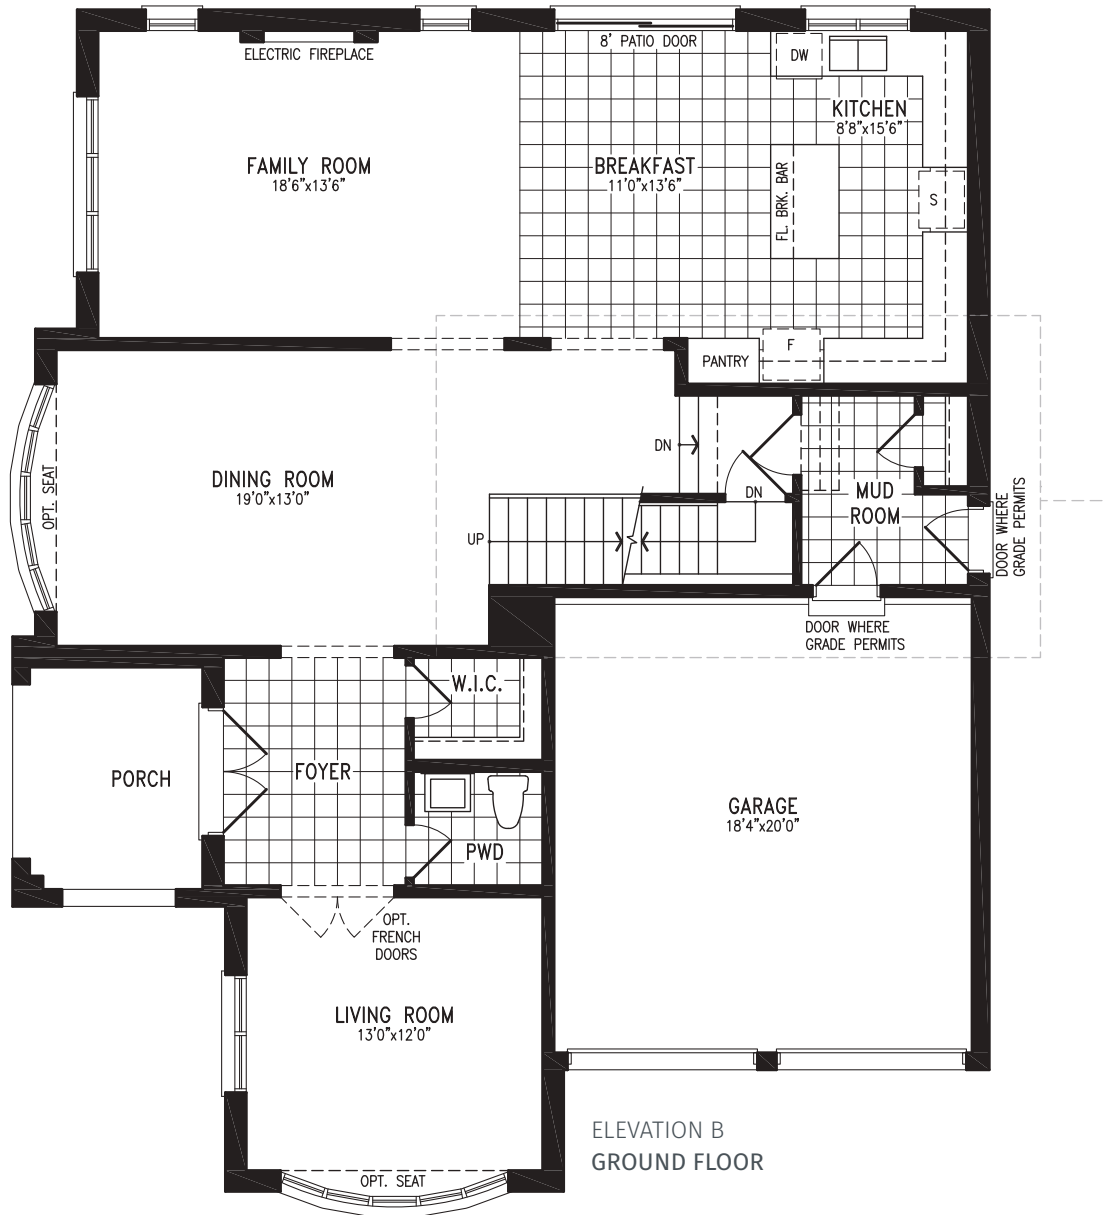 ELECTRIC FIREPLACE
8' PATIO DOOR
DW
KITCHEN
8'8"x15'6"
FAMILY ROOM
18'6"x13'6"
BREAKFAST
11'0"x13'6"
FL. BRK. BAR
S
F
PANTRY
DINING ROOM
19'0"x13'0"
OPT. SEAT
DN
DN
UP
MUD
ROOM
DOOR WHERE
GRADE PERMITS
DOOR WHERE
GRADE PERMITS
W.I.C.
PORCH
FOYER
PWD
GARAGE
18'4"x20'0"
OPT.
FRENCH
DOORS
LIVING ROOM
13'0"x12'0"
OPT. SEAT
ELEVATION B
GROUND FLOOR